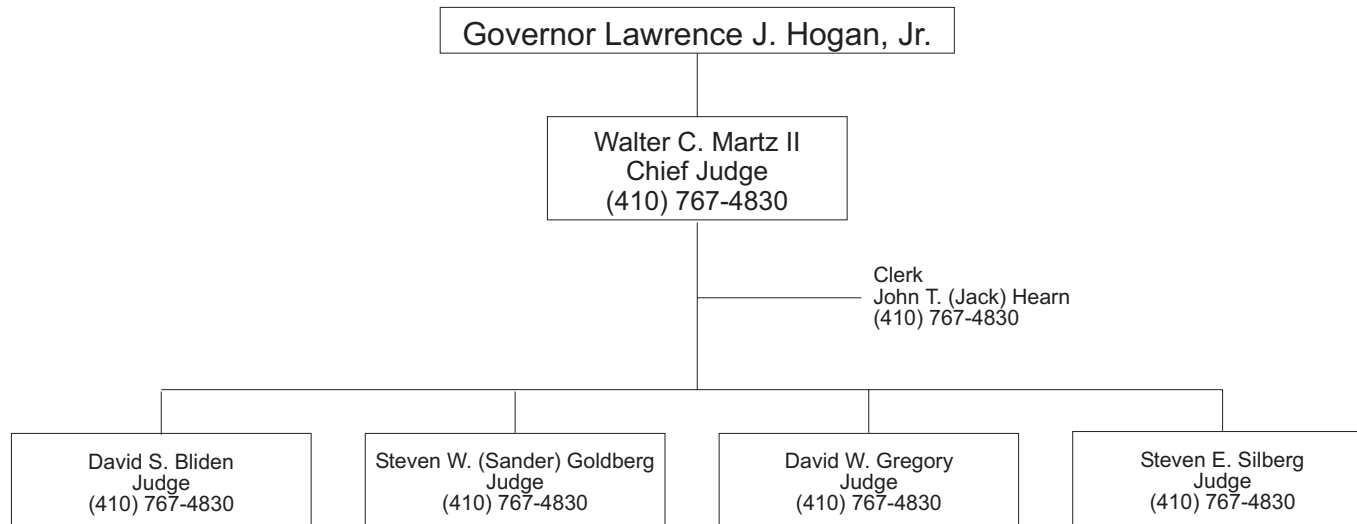 Governor Lawrence J. Hogan, Jr.
Walter C. Martz II
Chief Judge
(410) 767-4830
Clerk
John T. (Jack) Hearn
(410) 767-4830
David S. Bliden
Judge
(410) 767-4830
Steven W. (Sander) Goldberg
Judge
(410) 767-4830
David W. Gregory
Judge
(410) 767-4830
Steven E. Silberg
Judge
(410) 767-4830